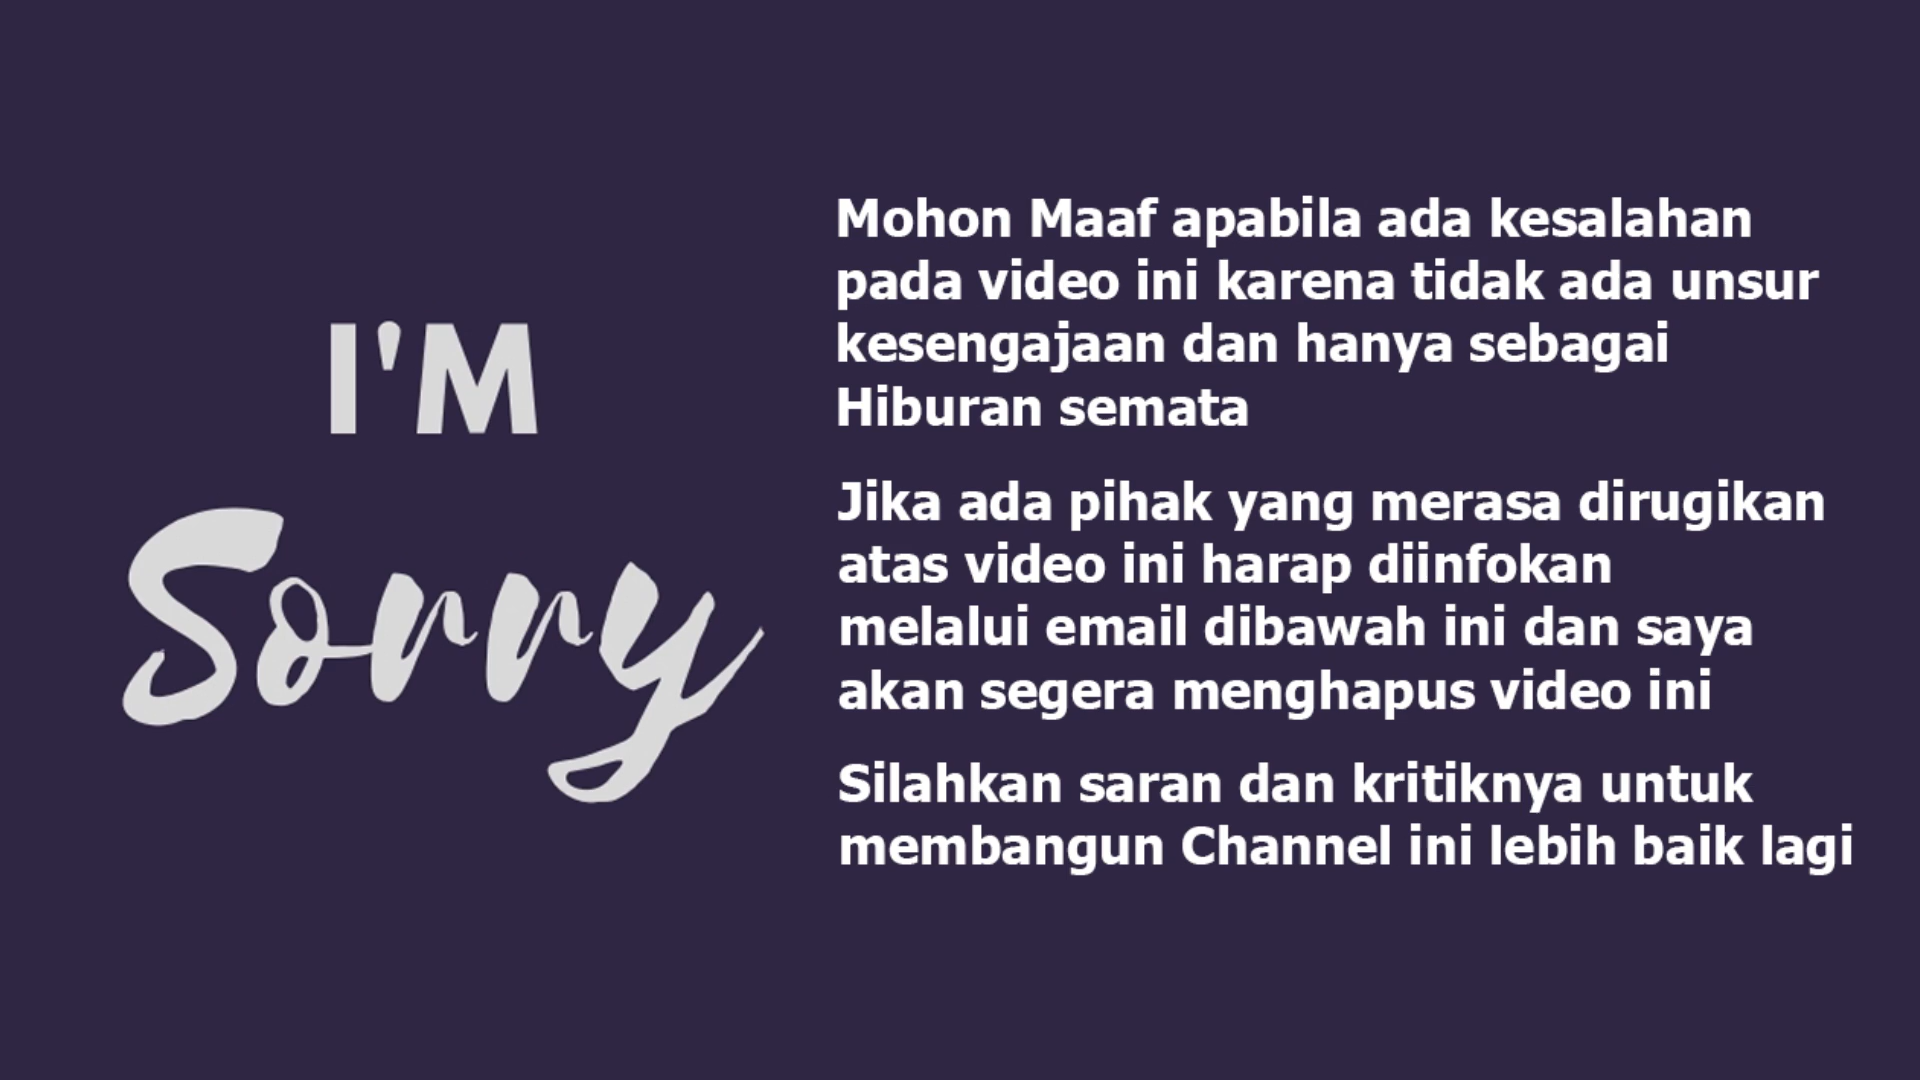 I'M
Sorry
Mohon Maaf apabila ada kesalahan
pada video ini karena tidak ada unsur
kesengajaan dan hanya sebagai
Hiburan semata
Jika ada pihak yang merasa dirugikan
atas video ini harap diinfokan
melalui email dibawah ini dan saya
akan segera menghapus video ini
Silahkan saran dan kritiknya untuk
membangun Channel ini lebih baik lagi